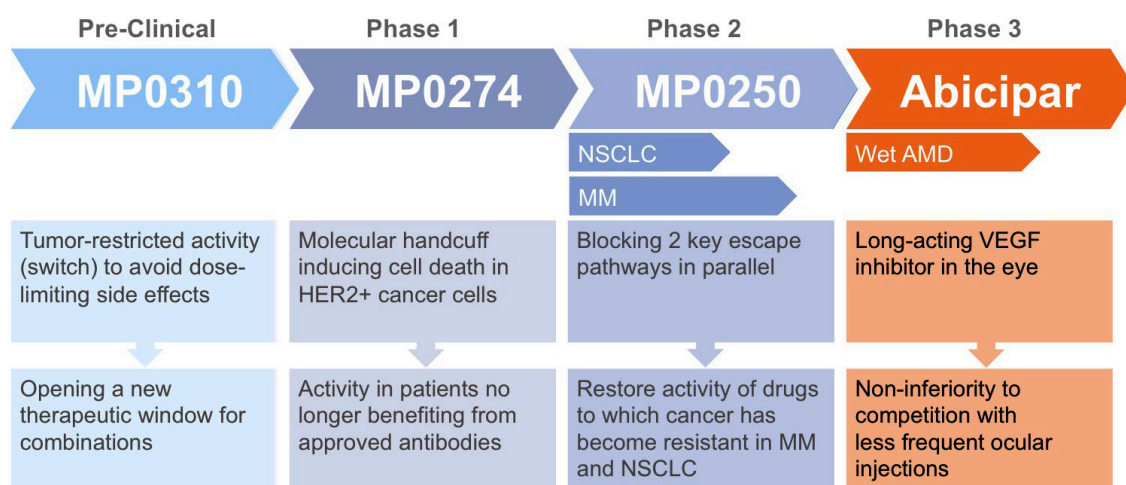 Pre-Clinical
Phase 1
Phase 2
Phase 3
MP0310
MP0274
MP0250
Abicipar
NSCLC
MM
Wet AMD
Tumor-restricted activity
(switch) to avoid dose-
limiting side effects
Molecular handcuff
inducing cell death in
HER2+ cancer cells
Blocking 2 key escape
pathways in parallel
Long-acting VEGF
inhibitor in the eye
Opening a new
therapeutic window for
combinations
Activity in patients no
longer benefiting from
approved antibodies
Restore activity of drugs
to which cancer has
become resistant in MM
and NSCLC
Non-inferiority to
competition with
less frequent ocular
injections